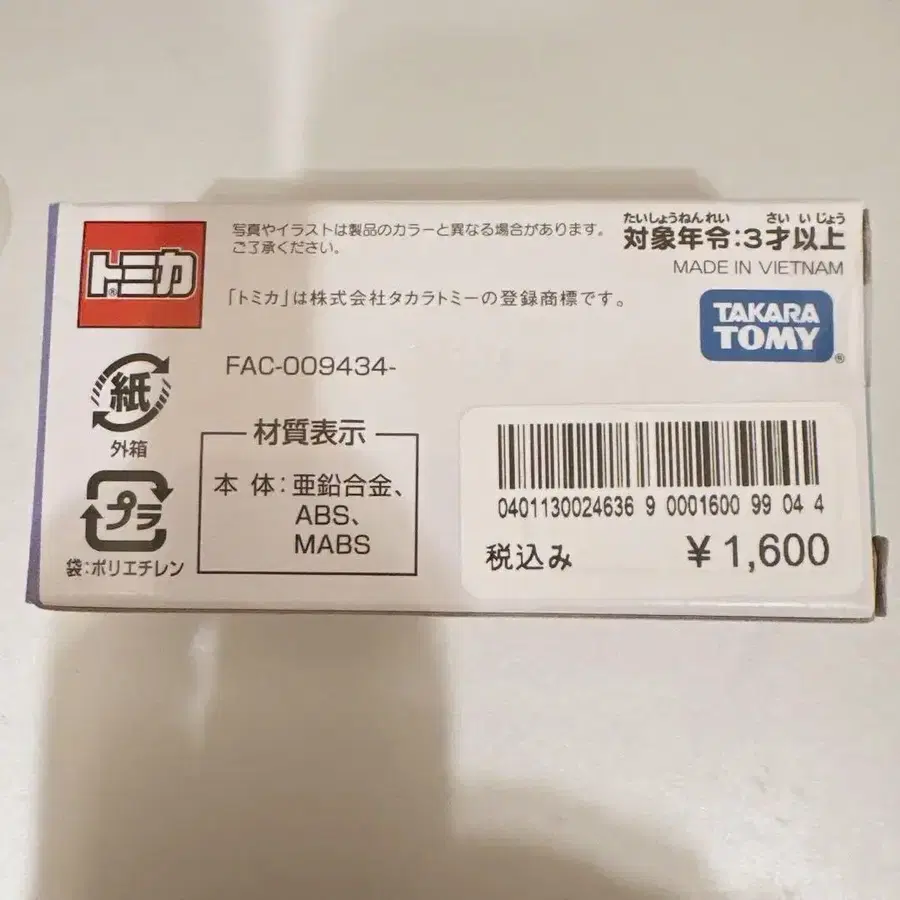 トミカ®
写真やイラストは製品のカラーと異なる場合があります。
ご了承ください。
「トミカ」は株式会社タカラトミーの登録商標です。
たいしょうねんれい さい いじょう
対象年令:3才以上
MADE IN VIETNAM
TAKARA
TOMY®
FAC-009434-
紙
外箱
プラ
袋:ポリエチレン
材質表示
本 体:亜鉛合金、
ABS、
MABS
0401130024636 9 0001600 99 04 4
税込み ¥1,600